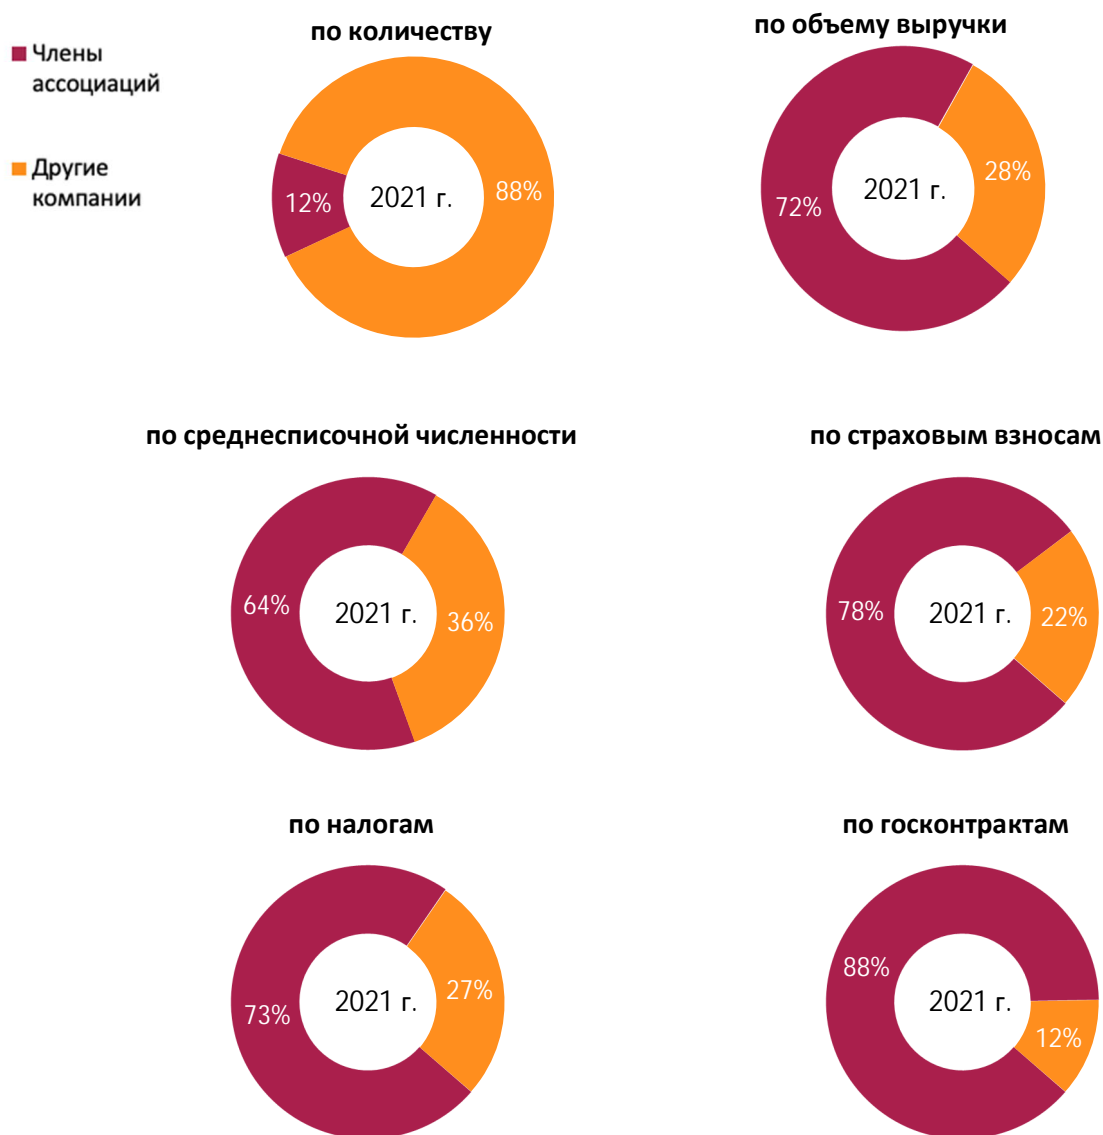 Члены
ассоциаций
Другие
компании
по количеству
12%
2021 г.
88%
по объему выручки
72%
2021 г.
28%
по среднесписочной численности
64%
2021 г.
36%
по страховым взносам
78%
2021 г.
22%
по налогам
73%
2021 г.
27%
по госконтрактам
88%
2021 г.
12%